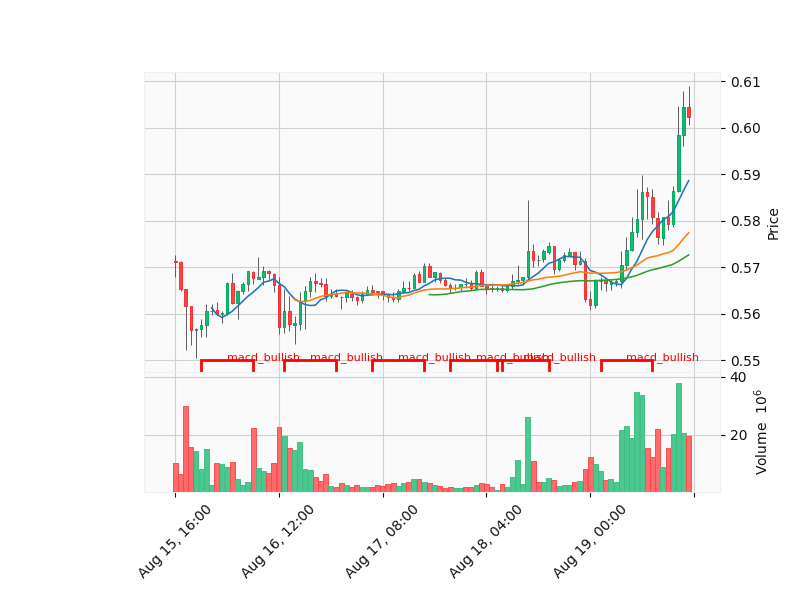 0.61
0.60
0.59
0.58
0.57
0.56
0.55
Price
macd_bullish
macd_bullish
macd_bullish
macd_bullish
macd_bullish
macd_bullish
40
20
Volume 10^6
Aug 15, 16:00
Aug 16, 12:00
Aug 17, 08:00
Aug 18, 04:00
Aug 19, 00:00